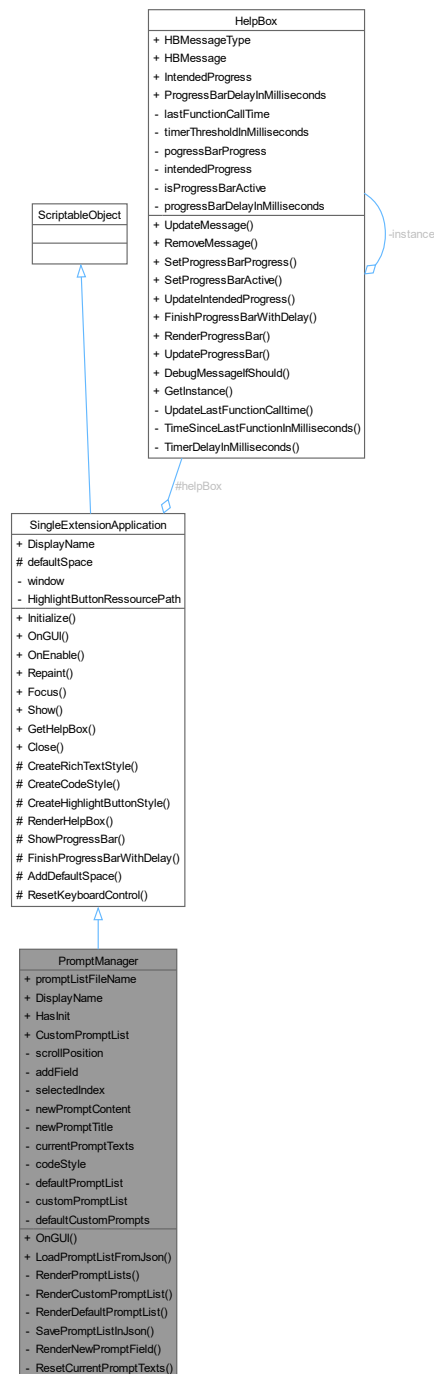 HelpBox
+ HBMessageType
+ HBMessage
+ IntendedProgress
+ ProgressBarDelayInMilliseconds
- lastFunctionCallTime
- timerThresholdInMilliseconds
- pogressBarProgress
- intendedProgress
- isProgressBarActive
- progressBarDelayInMilliseconds
+ UpdateMessage()
+ RemoveMessage()
+ SetProgressBarProgress()
+ SetProgressBarActive()
+ UpdateIntendedProgress()
+ FinishProgressBarWithDelay()
+ RenderProgressBar()
+ UpdateProgressBar()
+ DebugMessageIfShould()
+ GetInstance()
- UpdateLastFunctionCalltime()
- TimeSinceLastFunctionInMilliseconds()
- TimerDelayInMilliseconds()
-instance
ScriptableObject
#helpBox
SingleExtensionApplication
+ DisplayName
# defaultSpace
- window
- HighlightButtonRessourcePath
+ Initialize()
+ OnGUI()
+ OnEnable()
+ Repaint()
+ Focus()
+ Show()
+ GetHelpBox()
+ Close()
# CreateRichTextStyle()
# CreateCodeStyle()
# CreateHighlightButtonStyle()
# RenderHelpBox()
# ShowProgressBar()
# FinishProgressBarWithDelay()
# AddDefaultSpace()
# ResetKeyboardControl()
PromptManager
+ promptListFileName
+ DisplayName
+ HasInit
+ CustomPromptList
- scrollPosition
- addField
- selectedIndex
- newPromptContent
- newPromptTitle
- currentPromptTexts
- codeStyle
- defaultPromptList
- customPromptList
- defaultCustomPrompts
+ OnGUI()
+ LoadPromptListFromJson()
- RenderPromptLists()
- RenderCustomPromptList()
- RenderDefaultPromptList()
- SavePromptListInJson()
- RenderNewPromptField()
- ResetCurrentPromptTexts()